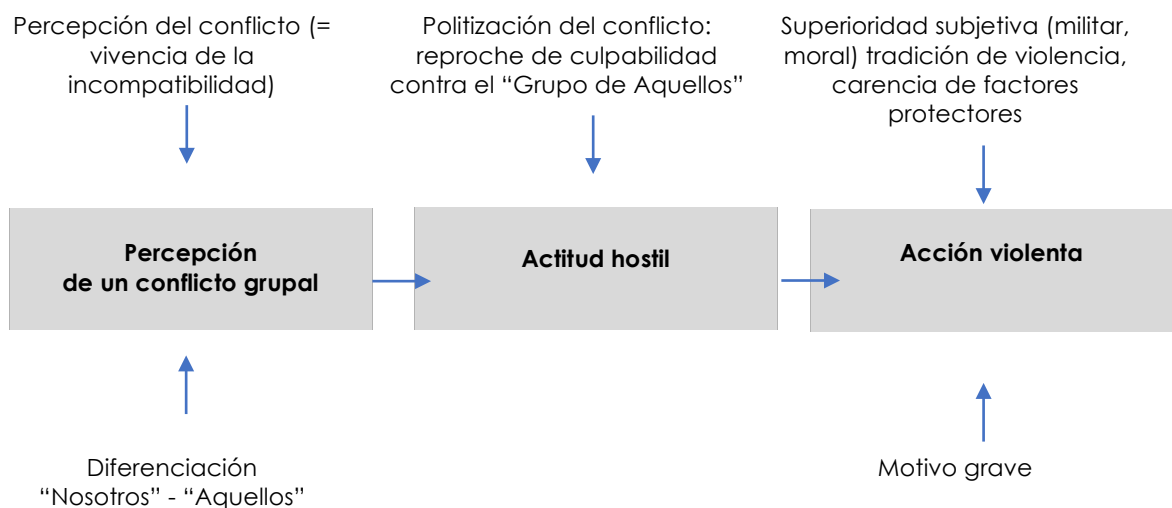 Percepción del conflicto (=
vivencia de la
incompatibilidad)
Politización del conflicto:
reproche de culpabilidad
contra el “Grupo de Aquellos”
Superioridad subjetiva (militar,
moral) tradición de violencia,
carencia de factores
protectores
Percepción
de un conflicto grupal
Actitud hostil
Acción violenta
Diferenciación
“Nosotros” - “Aquellos”
Motivo grave